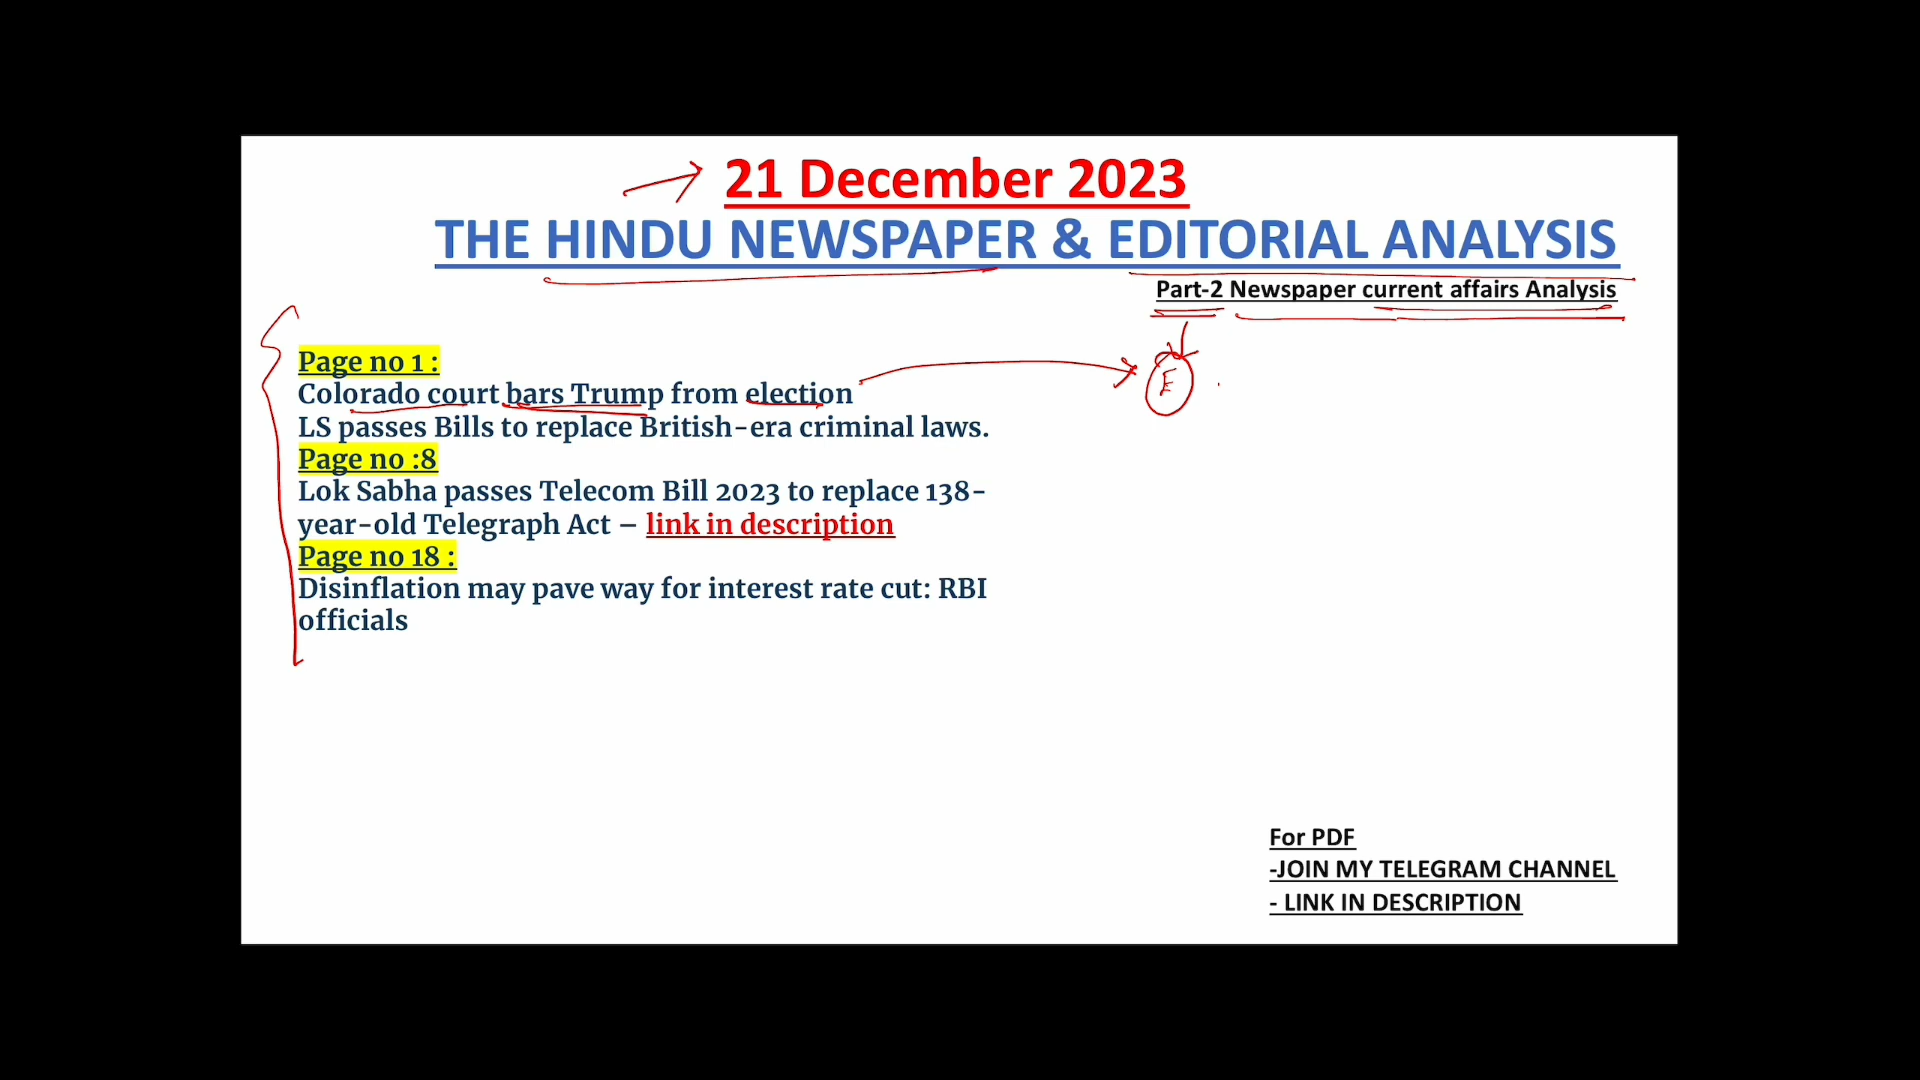 21 December 2023
THE HINDU NEWSPAPER & EDITORIAL ANALYSIS
Part-2 Newspaper current affairs Analysis
Page no 1 :
Colorado court bars Trump from election
E
LS passes Bills to replace British-era criminal laws.
Page no :8
Lok Sabha passes Telecom Bill 2023 to replace 138-
year-old Telegraph Act – link in description
Page no 18 :
Disinflation may pave way for interest rate cut: RBI
officials
For PDF
-JOIN MY TELEGRAM CHANNEL
- LINK IN DESCRIPTION